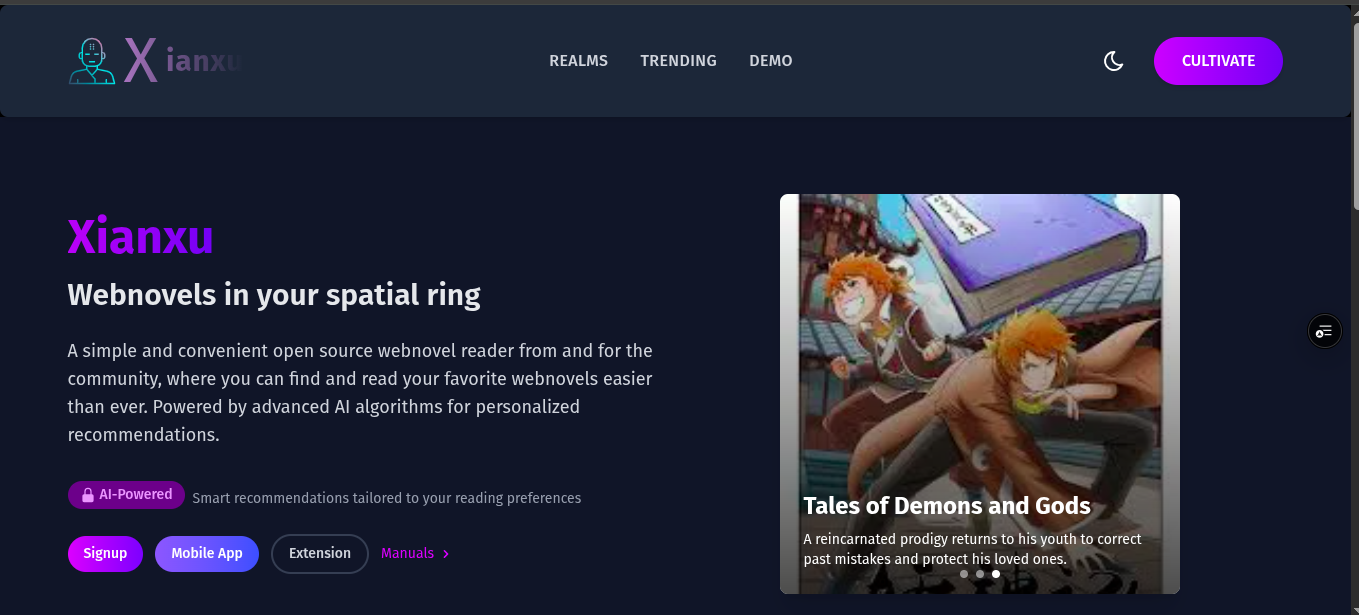 X ianxu
REALMS
TRENDING
DEMO
CULTIVATE
Xianxu
Webnovels in your spatial ring
A simple and convenient open source webnovel reader from and for the
community, where you can find and read your favorite webnovels easier
than ever. Powered by advanced AI algorithms for personalized
recommendations.
AI-Powered
Smart recommendations tailored to your reading preferences
Signup
Mobile App
Extension
Manuals
Tales of Demons and Gods
A reincarnated prodigy returns to his youth to correct
past mistakes and protect his loved ones.